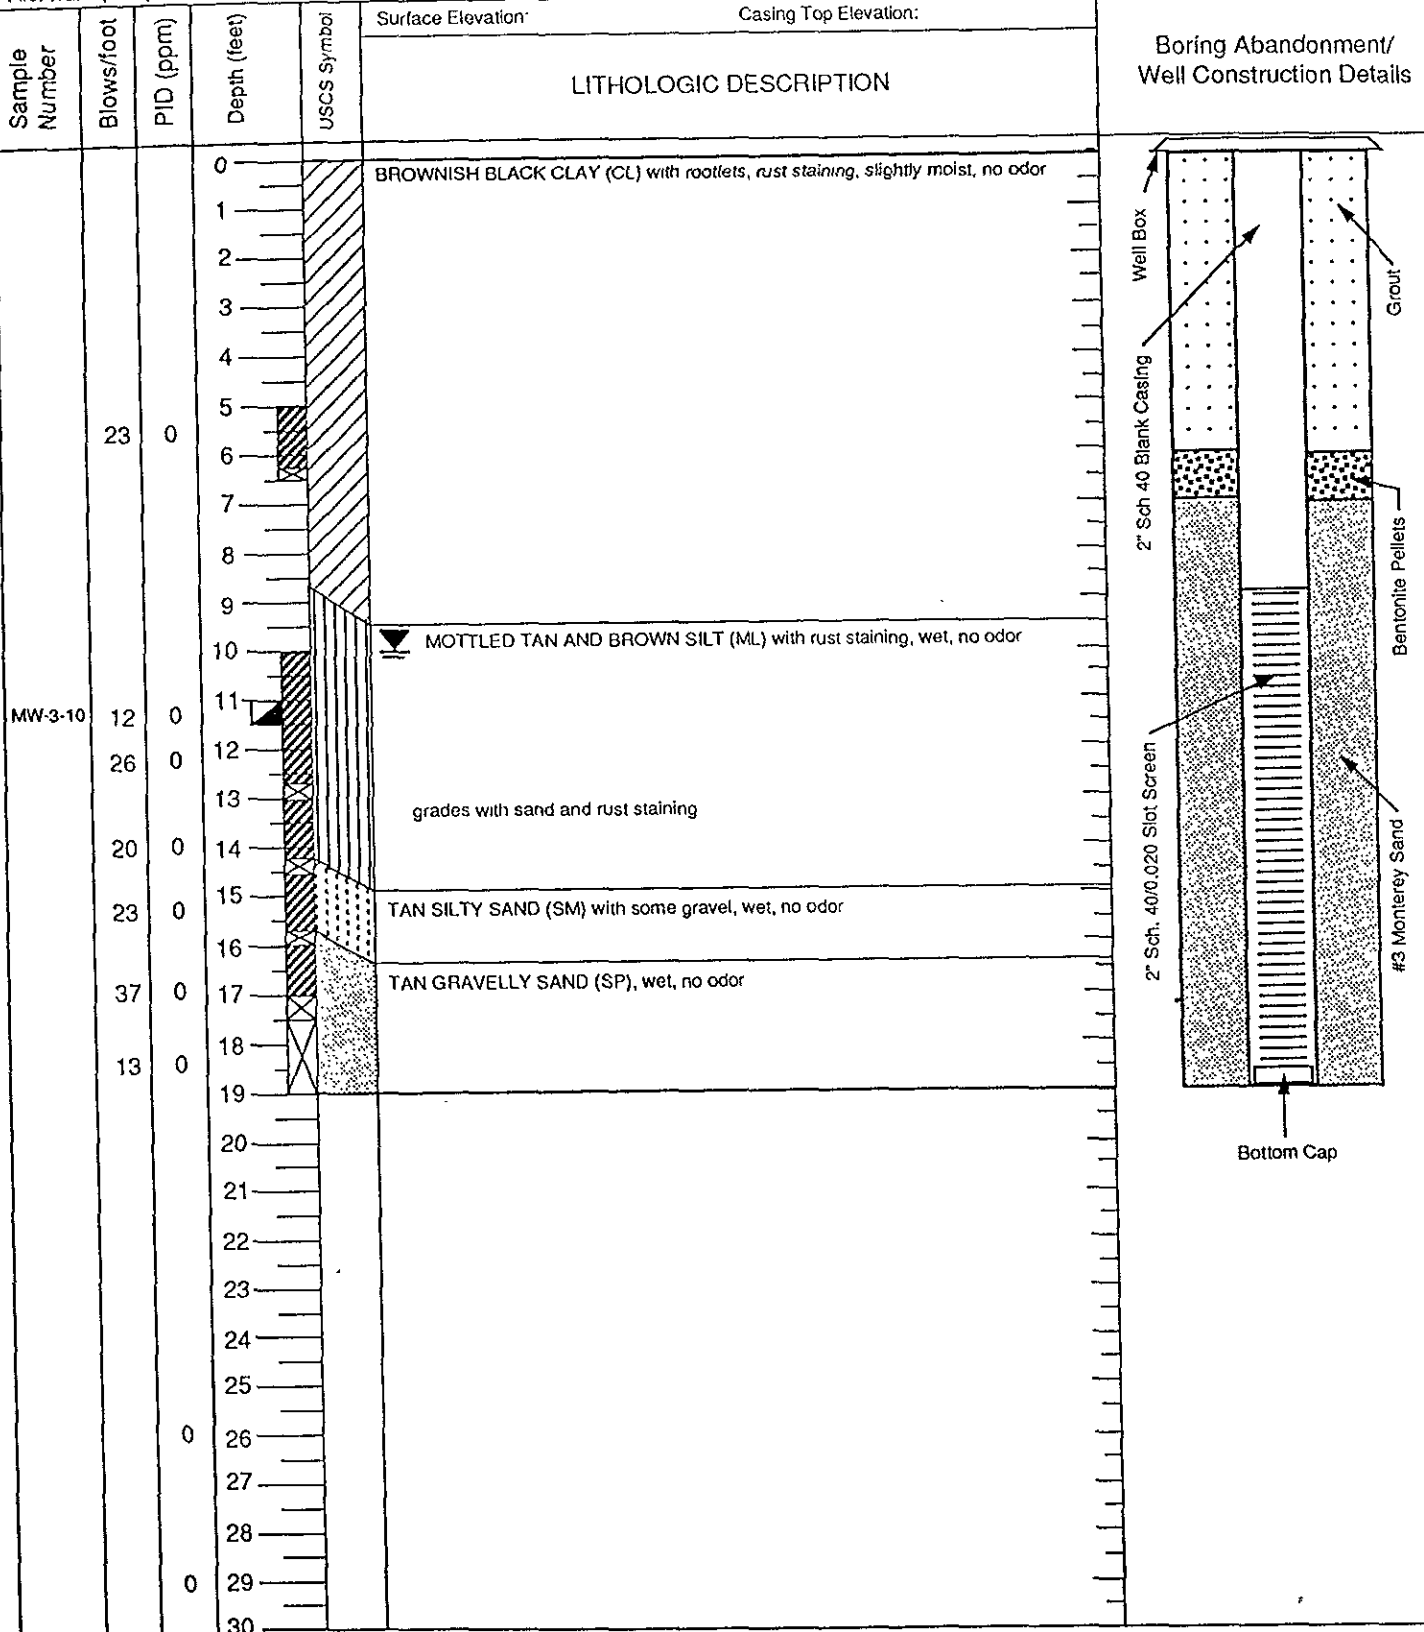 Surface Elevation:
Casing Top Elevation:
Sample Number
Blows/foot
PID (ppm)
Depth (feet)
USCS Symbol
LITHOLOGIC DESCRIPTION
Boring Abandonment/
Well Construction Details
0
BROWNISH BLACK CLAY (CL) with rootlets, rust staining, slightly moist, no odor
1
2
3
4
5
23 0
6
7
8
9
MOTTLED TAN AND BROWN SILT (ML) with rust staining, wet, no odor
10
11
MW-3-10 12 0
12
26 0
13
grades with sand and rust staining
20 0 14
15
23 0
TAN SILTY SAND (SM) with some gravel, wet, no odor
16
TAN GRAVELLY SAND (SP), wet, no odor
37 0 17
18
13 0
19
20
21
22
23
24
25
0 26
27
28
0 29
30
Well Box
Grout
2" Sch 40 Blank Casing
Bentonite Pellets
2" Sch. 40/0.020 Slot Screen
#3 Monterey Sand
Bottom Cap